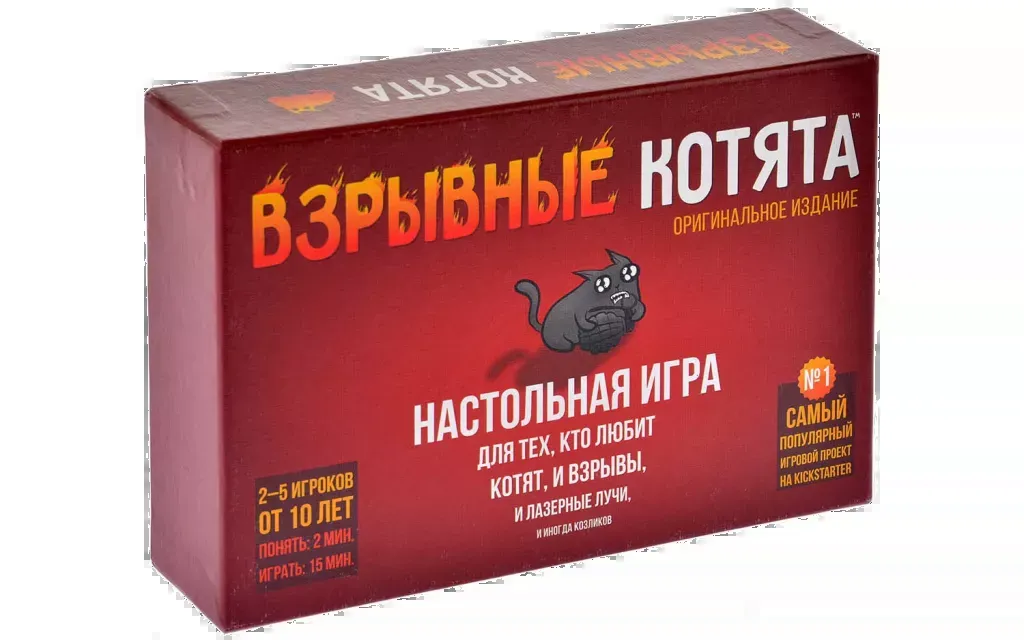 ВЗРЫВНЫЕ КОТЯТА
ВЗРЫВНЫЕ КОТЯТА™
ОРИГИНАЛЬНОЕ ИЗДАНИЕ
НАСТОЛЬНАЯ ИГРА
ДЛЯ ТЕХ, КТО ЛЮБИТ
КОТЯТ, И ВЗРЫВЫ,
И ЛАЗЕРНЫЕ ЛУЧИ,
И ИНОГДА КОЗЛИКОВ
2–5 ИГРОКОВ
ОТ 10 ЛЕТ
ПОНЯТЬ: 2 МИН.
ИГРАТЬ: 15 МИН.
№1
САМЫЙ
ПОПУЛЯРНЫЙ
ИГРОВОЙ ПРОЕКТ
НА KICKSTARTER